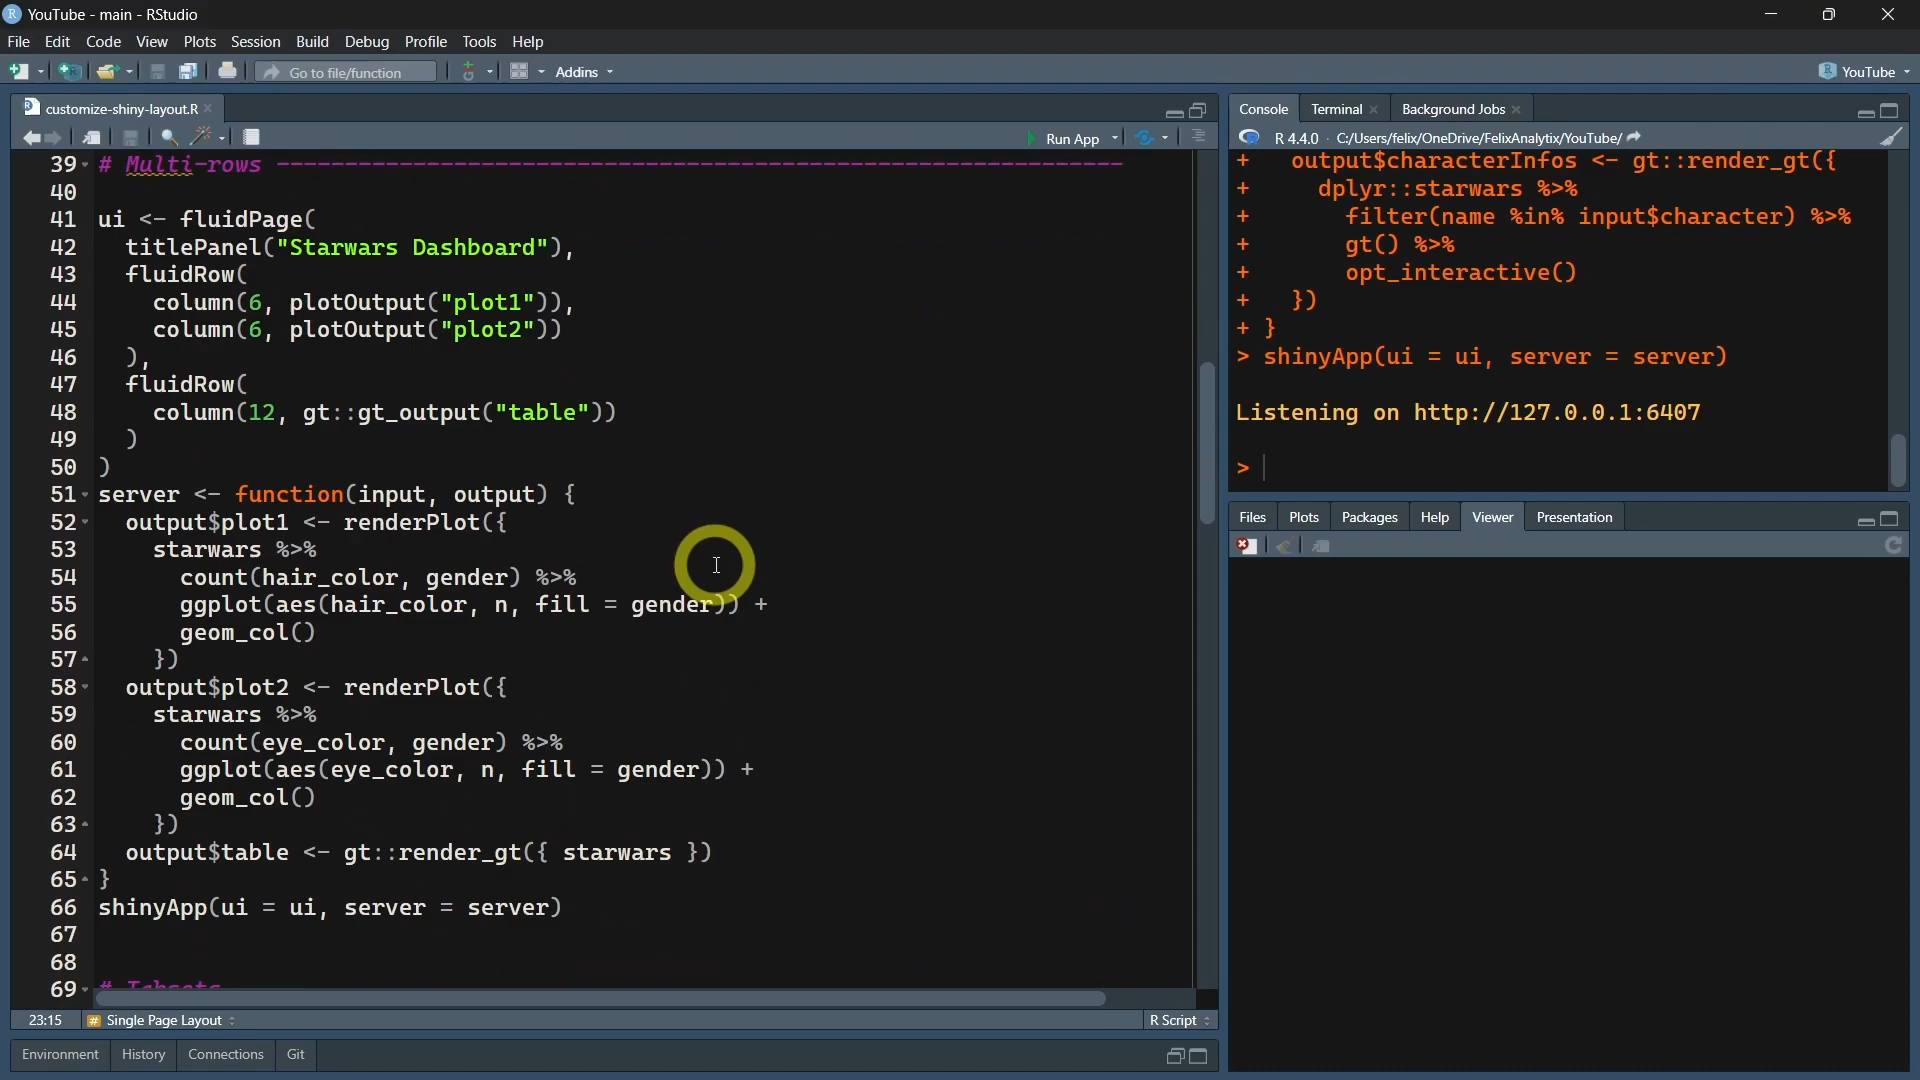 YouTube - main - RStudio
File Edit Code View Plots Session Build Debug Profile Tools Help
Go to file/function Addins YouTube
customize-shiny-layout.R
Run App
39 # Multi-rows --------------------------------------------------------------
40
41 ui <- fluidPage(
42 titlePanel("Starwars Dashboard"),
43 fluidRow(
44 column(6, plotOutput("plot1")),
45 column(6, plotOutput("plot2"))
46 ),
47 fluidRow(
48 column(12, gt::gt_output("table"))
49 )
50 )
51 server <- function(input, output) {
52 output$plot1 <- renderPlot({
53 starwars %>%
54 count(hair_color, gender) %>%
55 ggplot(aes(hair_color, n, fill = gender)) +
56 geom_col()
57 })
58 output$plot2 <- renderPlot({
59 starwars %>%
60 count(eye_color, gender) %>%
61 ggplot(aes(eye_color, n, fill = gender)) +
62 geom_col()
63 })
64 output$table <- gt::render_gt({ starwars })
65 }
66 shinyApp(ui = ui, server = server)
67
68
69 # Tabsets
23:15 # Single Page Layout R Script
Environment History Connections Git
Console Terminal Background Jobs
R 4.4.0 · C:/Users/felix/OneDrive/FelixAnalytix/YouTube/
+ output$characterInfos <- gt::render_gt({
+ dplyr::starwars %>%
+ filter(name %in% input$character) %>%
+ gt() %>%
+ opt_interactive()
+ })
+ }
> shinyApp(ui = ui, server = server)
Listening on http://127.0.0.1:6407
>
Files Plots Packages Help Viewer Presentation